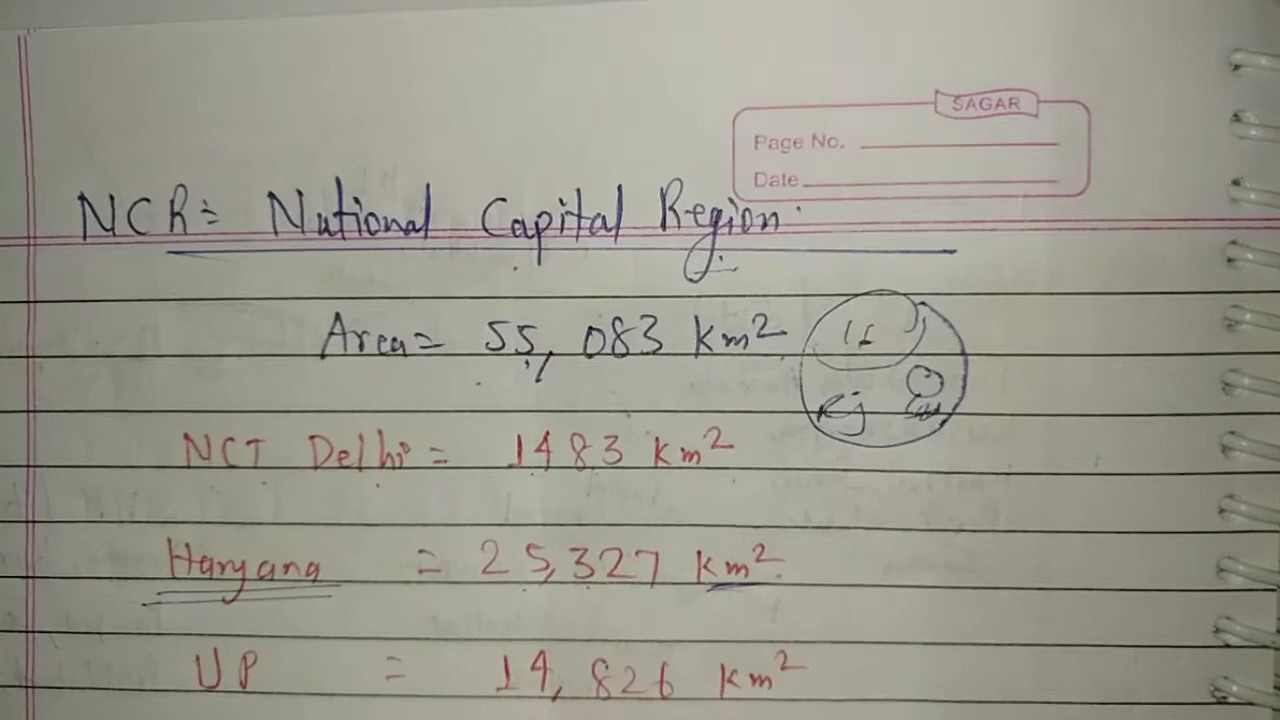 SAGAR
Page No.
Date
NCR = National Capital Region
Area = 55,083 Km²
NCT Delhi = 1483 Km²
Haryana = 25,327 Km²
UP = 14,826 Km²